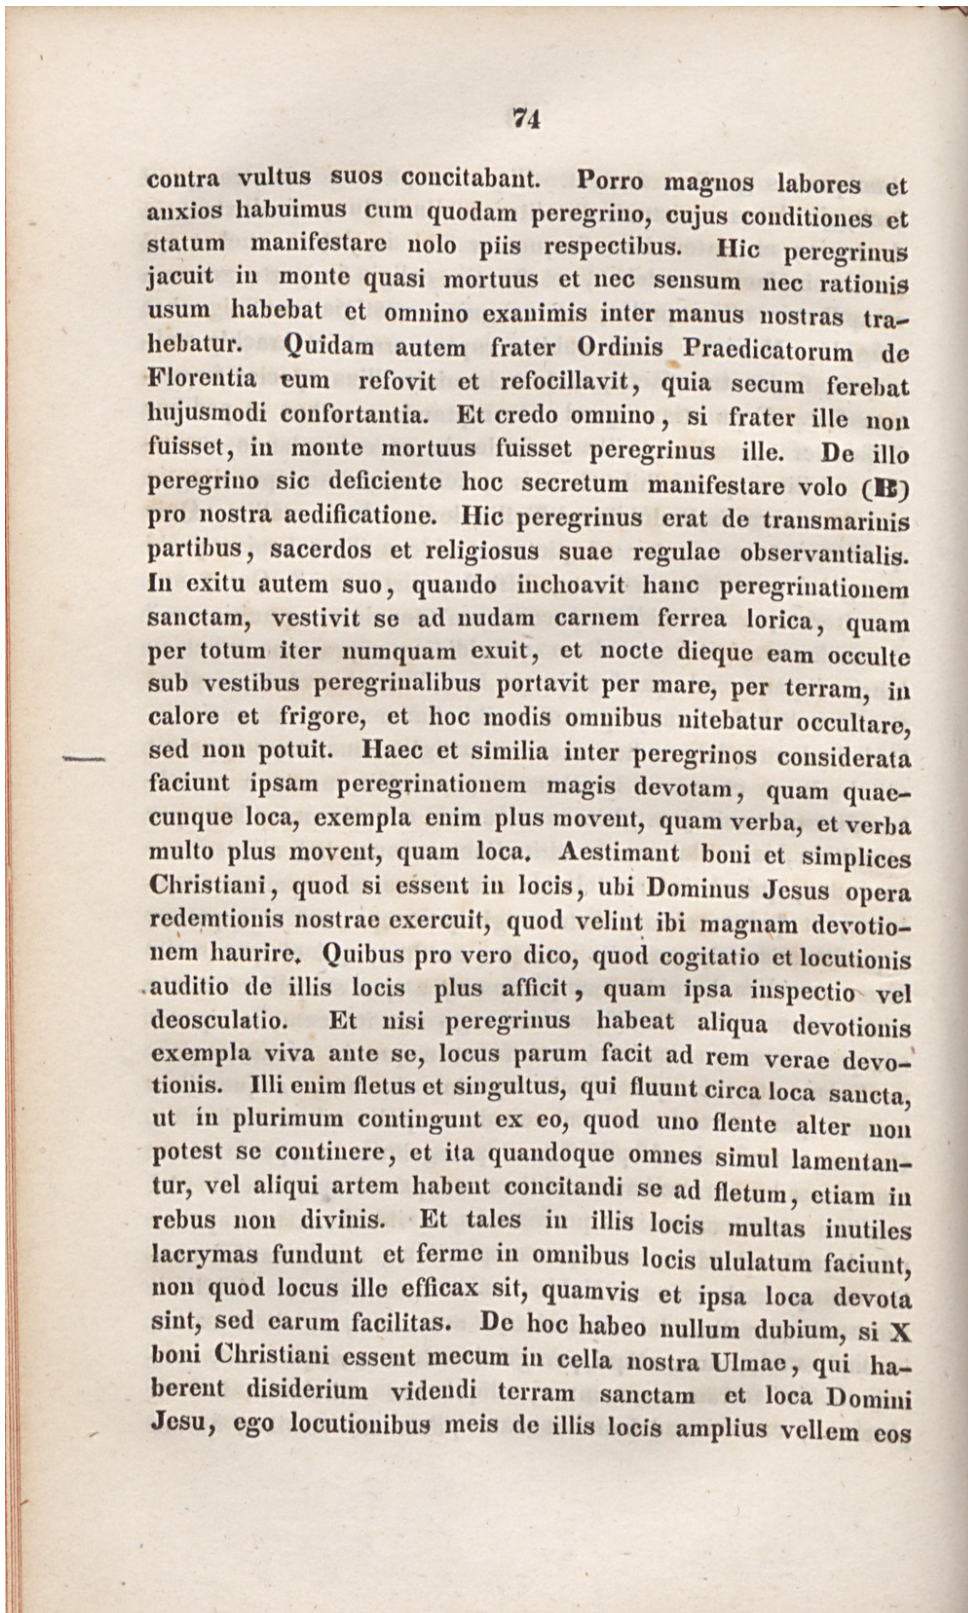 74
contra vultus suos concitabant. Porro magnos labores et
anxios habuimus cum quodam peregrino, cujus conditiones et
statum manifestare nolo piis respectibus. Hic peregrinus
jacuit in monte quasi mortuus et nec sensum nec rationis
usum habebat et omnino exanimis inter manus nostras tra-
hebatur. Quidam autem frater Ordinis Praedicatorum de
Florentia eum refovit et refocillavit, quia secum ferebat
hujusmodi confortantia. Et credo omnino, si frater ille non
fuisset, in monte mortuus fuisset peregrinus ille. De illo
peregrino sic deficiente hoc secretum manifestare volo (B)
pro nostra aedificatione. Hic peregrinus erat de transmarinis
partibus, sacerdos et religiosus suae regulae observantialis.
In exitu autem suo, quando inchoavit hanc peregrinationem
sanctam, vestivit se ad nudam carnem ferrea lorica, quam
per totum iter numquam exuit, et nocte dieque eam occulte
sub vestibus peregrinalibus portavit per mare, per terram, in
calore et frigore, et hoc modis omnibus nitebatur occultare,
sed non potuit. Haec et similia inter peregrinos considerata
faciunt ipsam peregrinationem magis devotam, quam quae-
cunque loca, exempla enim plus movent, quam verba, et verba
multo plus movent, quam loca. Aestimant boni et simplices
Christiani, quod si essent in locis, ubi Dominus Jesus opera
redemtionis nostrae exercuit, quod velint ibi magnam devotio-
nem haurire. Quibus pro vero dico, quod cogitatio et locutionis
auditio de illis locis plus afficit, quam ipsa inspectio vel
deosculatio. Et nisi peregrinus habeat aliqua devotionis
exempla viva ante se, locus parum facit ad rem verae devo-
tionis. Illi enim fletus et singultus, qui fluunt circa loca sancta,
ut in plurimum contingunt ex eo, quod uno flente alter non
potest se continere, et ita quandoque omnes simul lamentan-
tur, vel aliqui artem habent concitandi se ad fletum, etiam in
rebus non divinis. Et tales in illis locis multas inutiles
lacrymas fundunt et ferme in omnibus locis ululatum faciunt,
non quod locus ille efficax sit, quamvis et ipsa loca devota
sint, sed earum facilitas. De hoc habeo nullum dubium, si X
boni Christiani essent mecum in cella nostra Ulmae, qui ha-
berent disiderium videndi terram sanctam et loca Domini
Jesu, ego locutionibus meis de illis locis amplius vellem eos